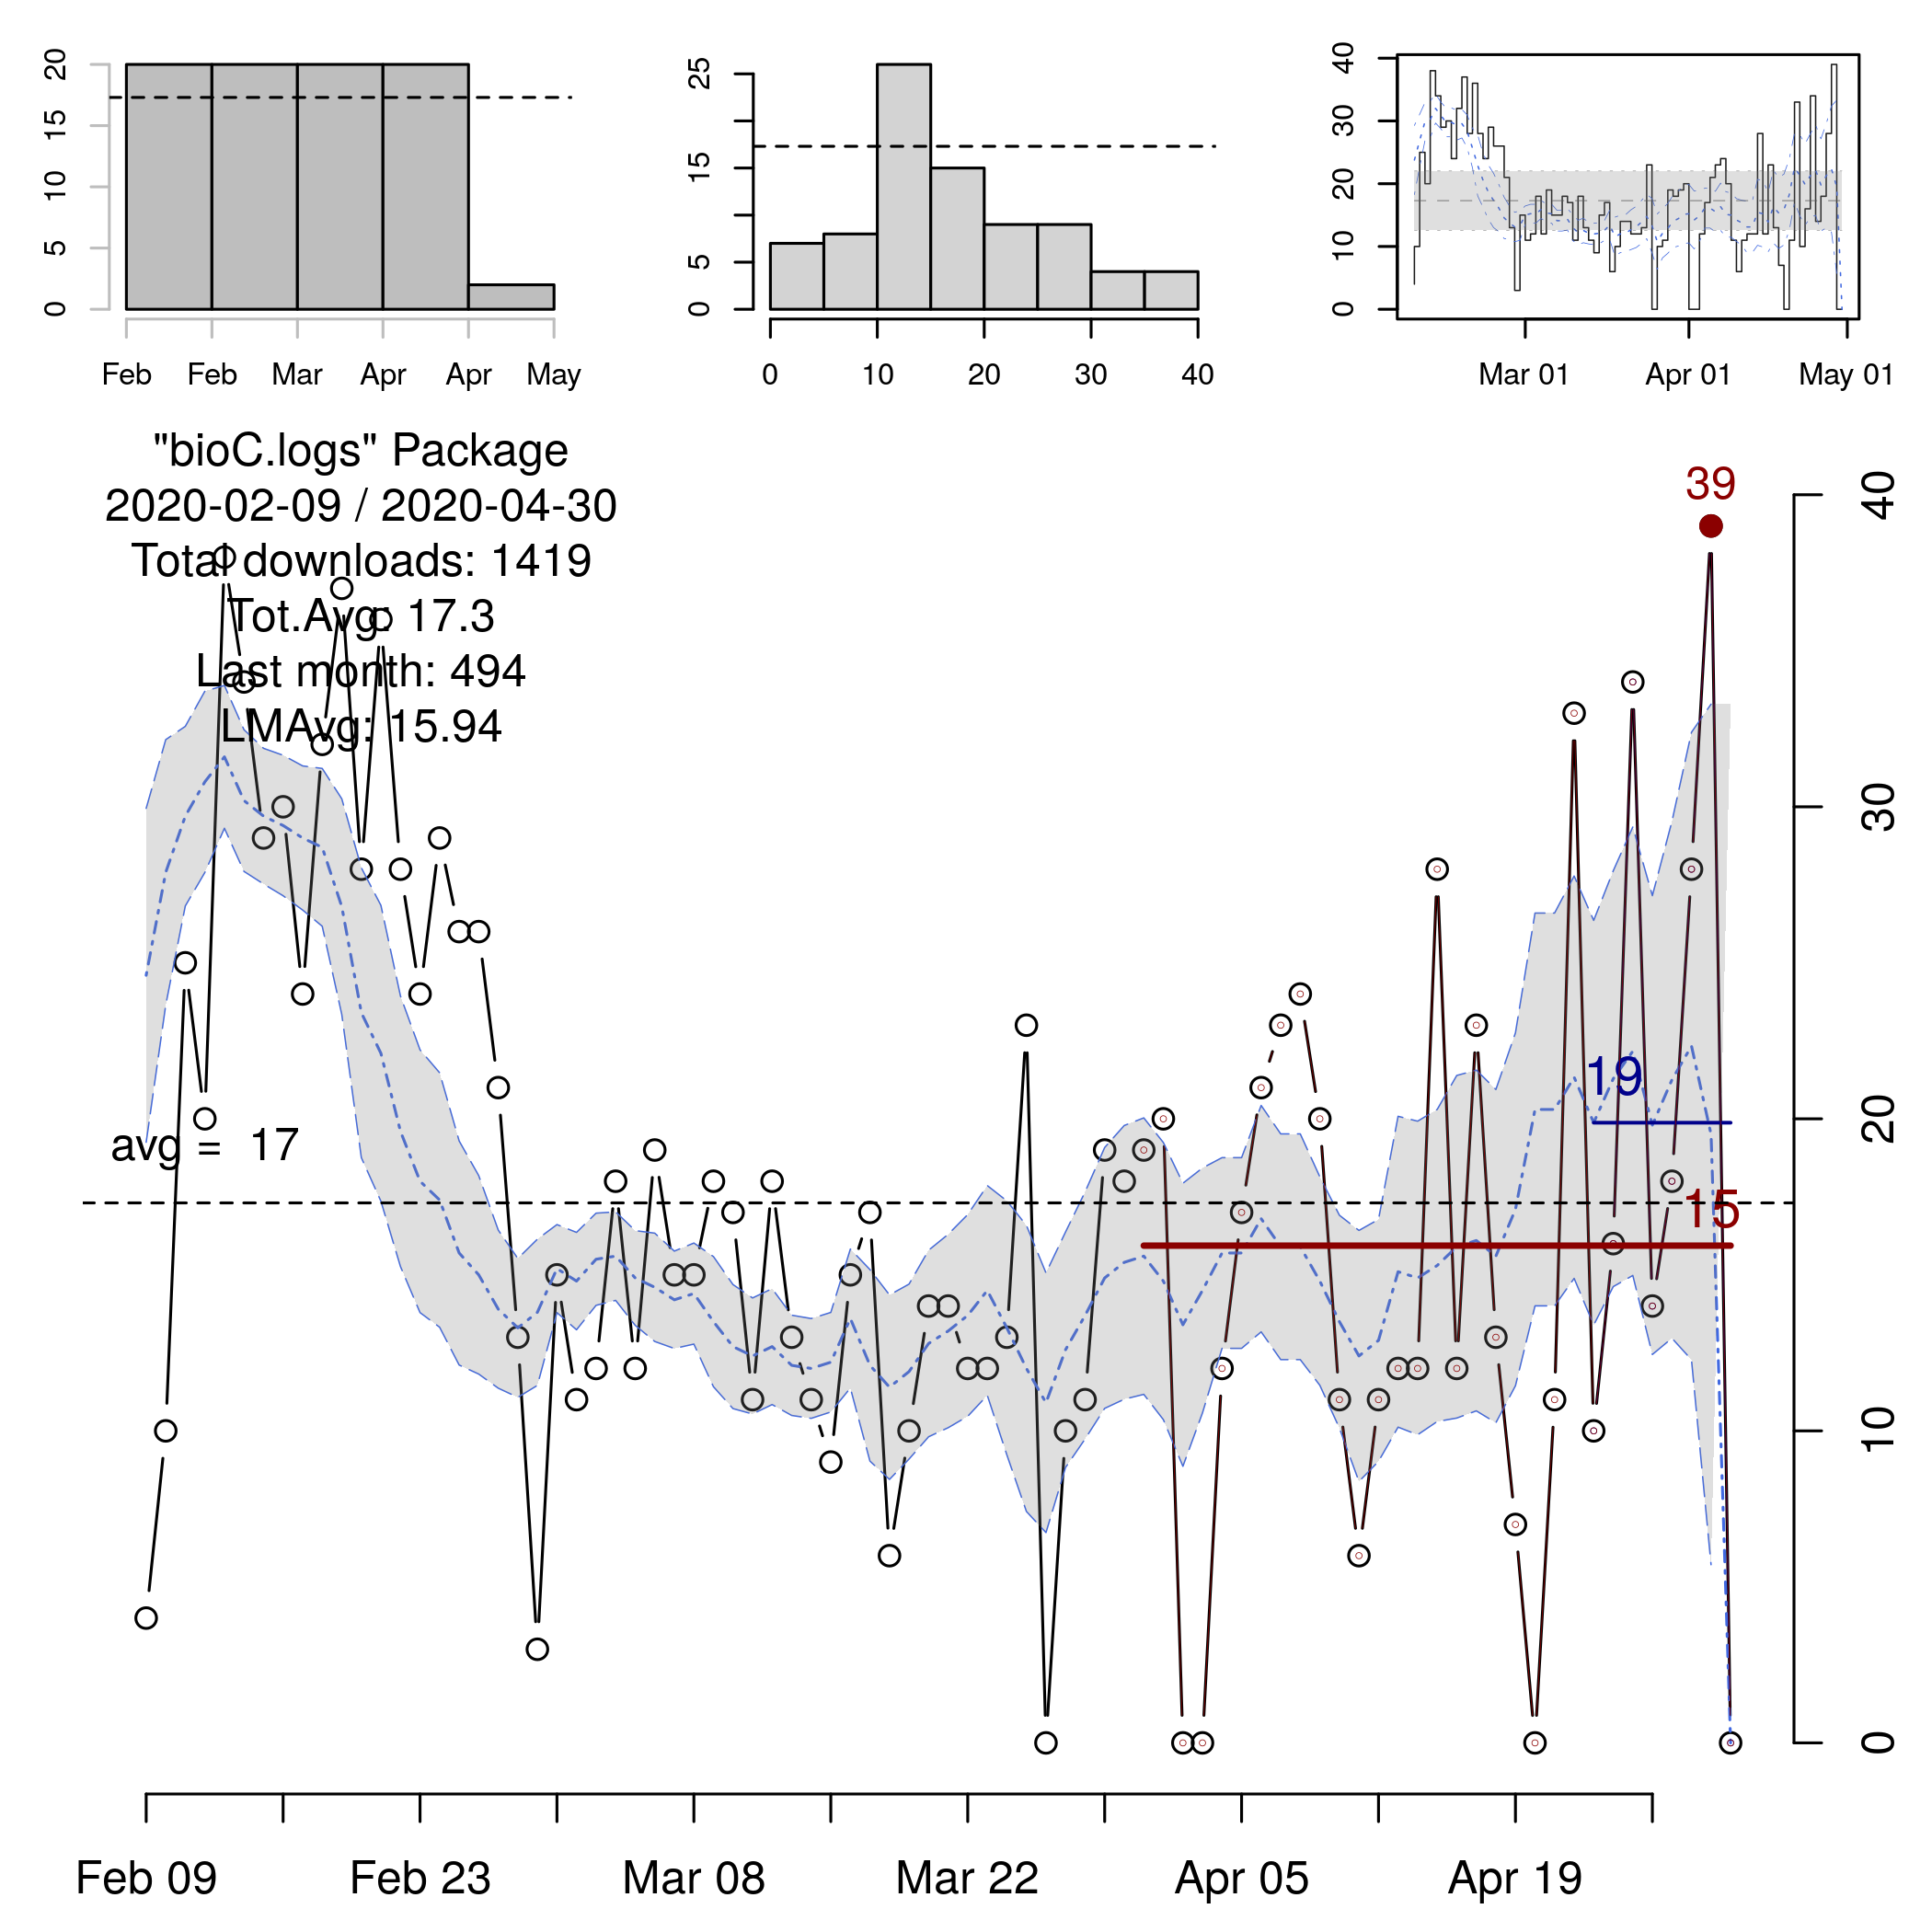 20
15
10
5
0
Feb Feb Mar Apr Apr May
25
15
5
0
0 10 20 30 40
40
30
20
10
0
Mar 01 Apr 01 May 01
"bioC.logs" Package
2020-02-09 / 2020-04-30
Total downloads: 1419
Tot.Avg: 17.3
Last month: 494
LMAvg: 15.94
39
19
avg = 17
15
40
30
20
10
0
Feb 09 Feb 23 Mar 08 Mar 22 Apr 05 Apr 19